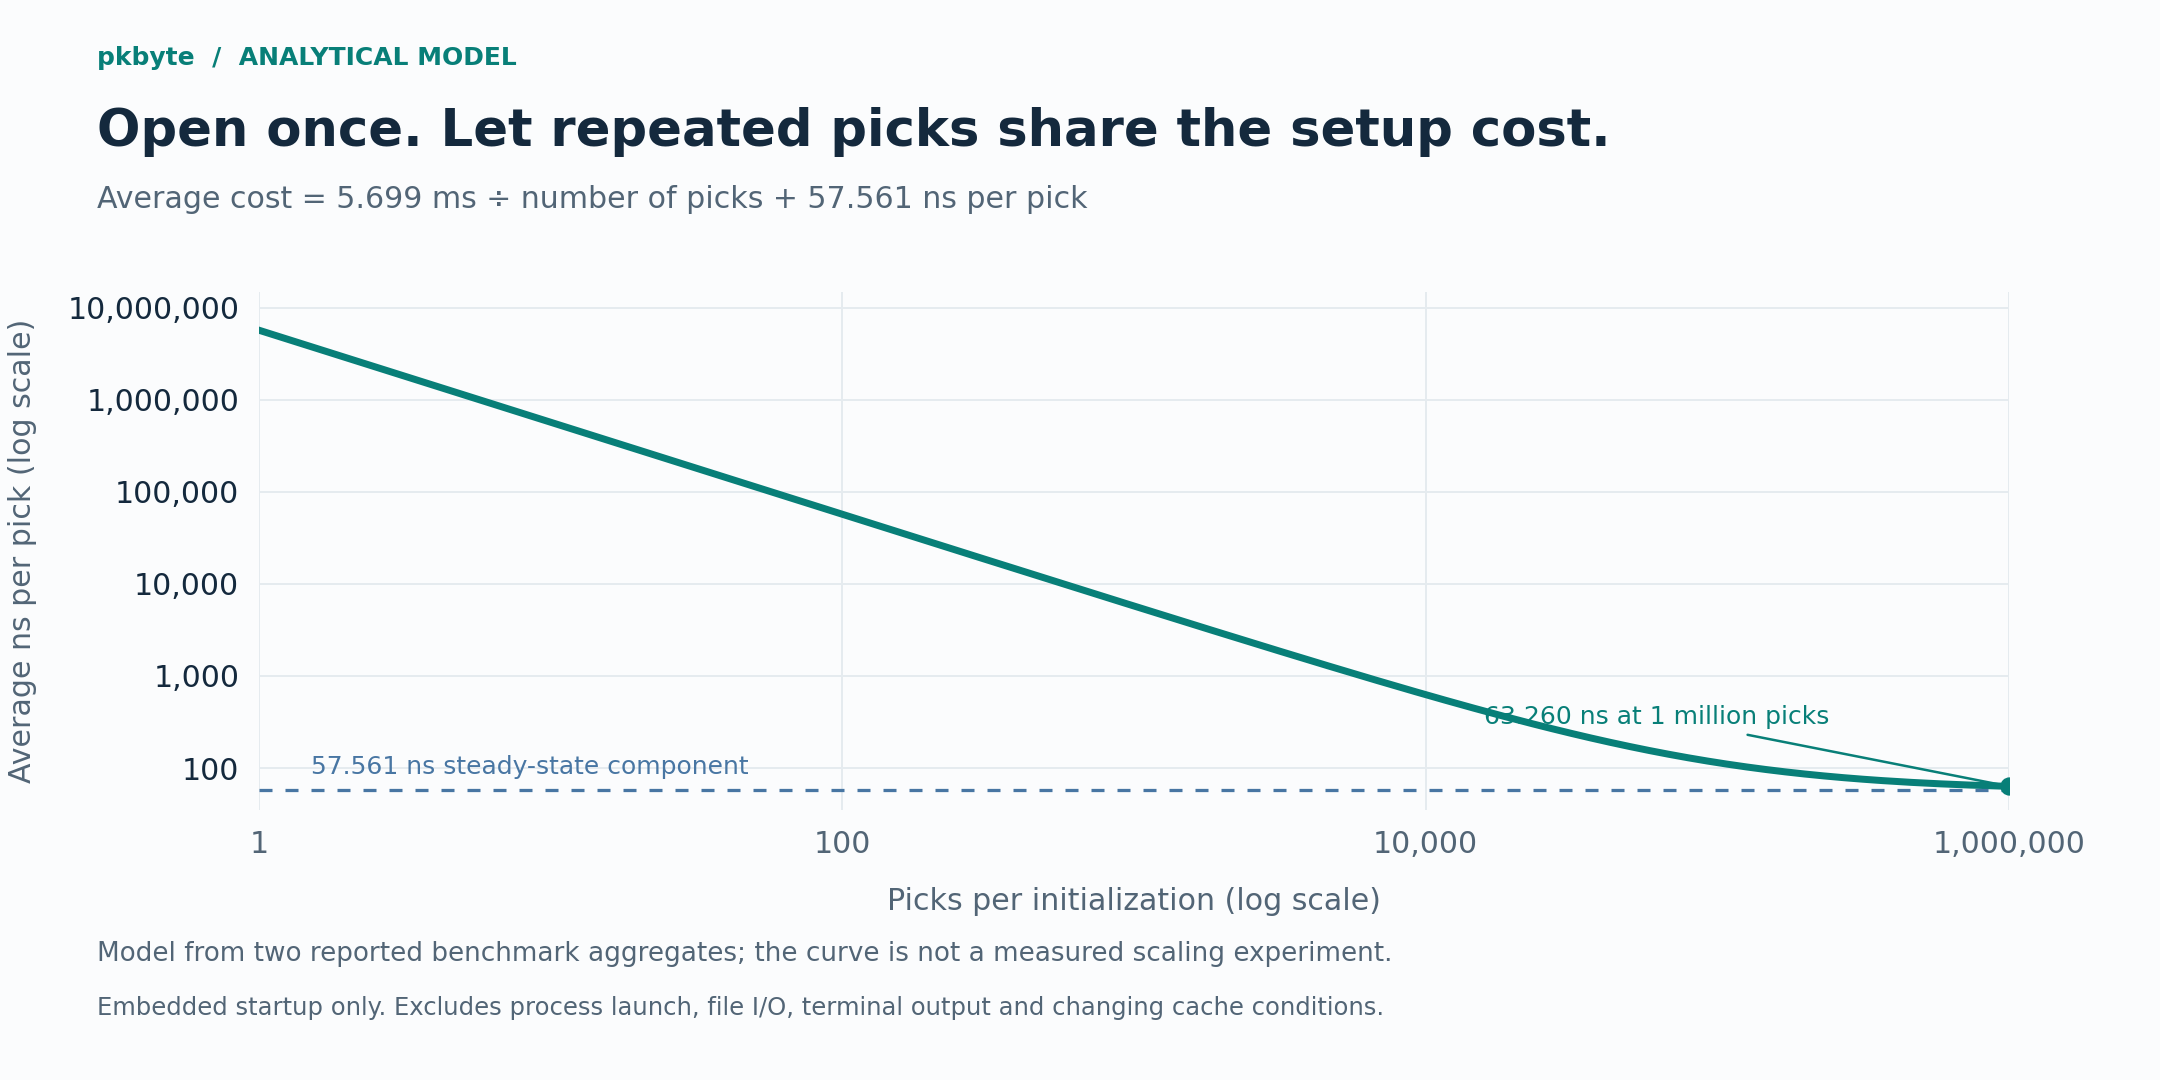 pkbyte / ANALYTICAL MODEL
Open once. Let repeated picks share the setup cost.
Average cost = 5.699 ms ÷ number of picks + 57.561 ns per pick
Average ns per pick (log scale)
10,000,000
1,000,000
100,000
10,000
1,000
100
63.260 ns at 1 million picks
57.561 ns steady-state component
1
100
10,000
1,000,000
Picks per initialization (log scale)
Model from two reported benchmark aggregates; the curve is not a measured scaling experiment.
Embedded startup only. Excludes process launch, file I/O, terminal output and changing cache conditions.